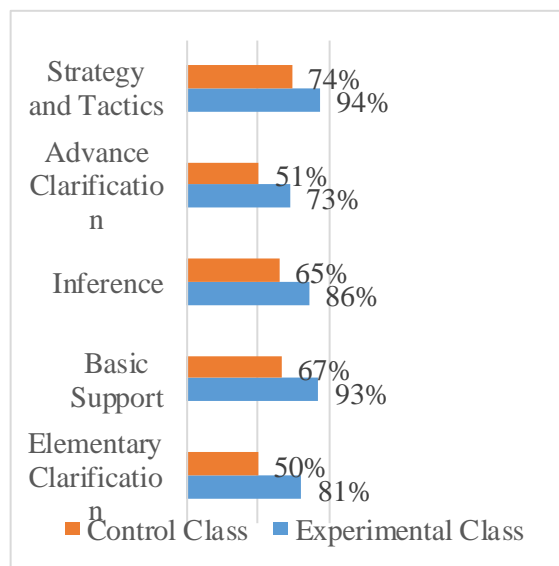 Strategy
and Tactics
74%
94%
Advance
Clarificatio
n
51%
73%
Inference
65%
86%
Basic
Support
67%
93%
Elementary
Clarificatio
n
50%
81%
Control Class
Experimental Class